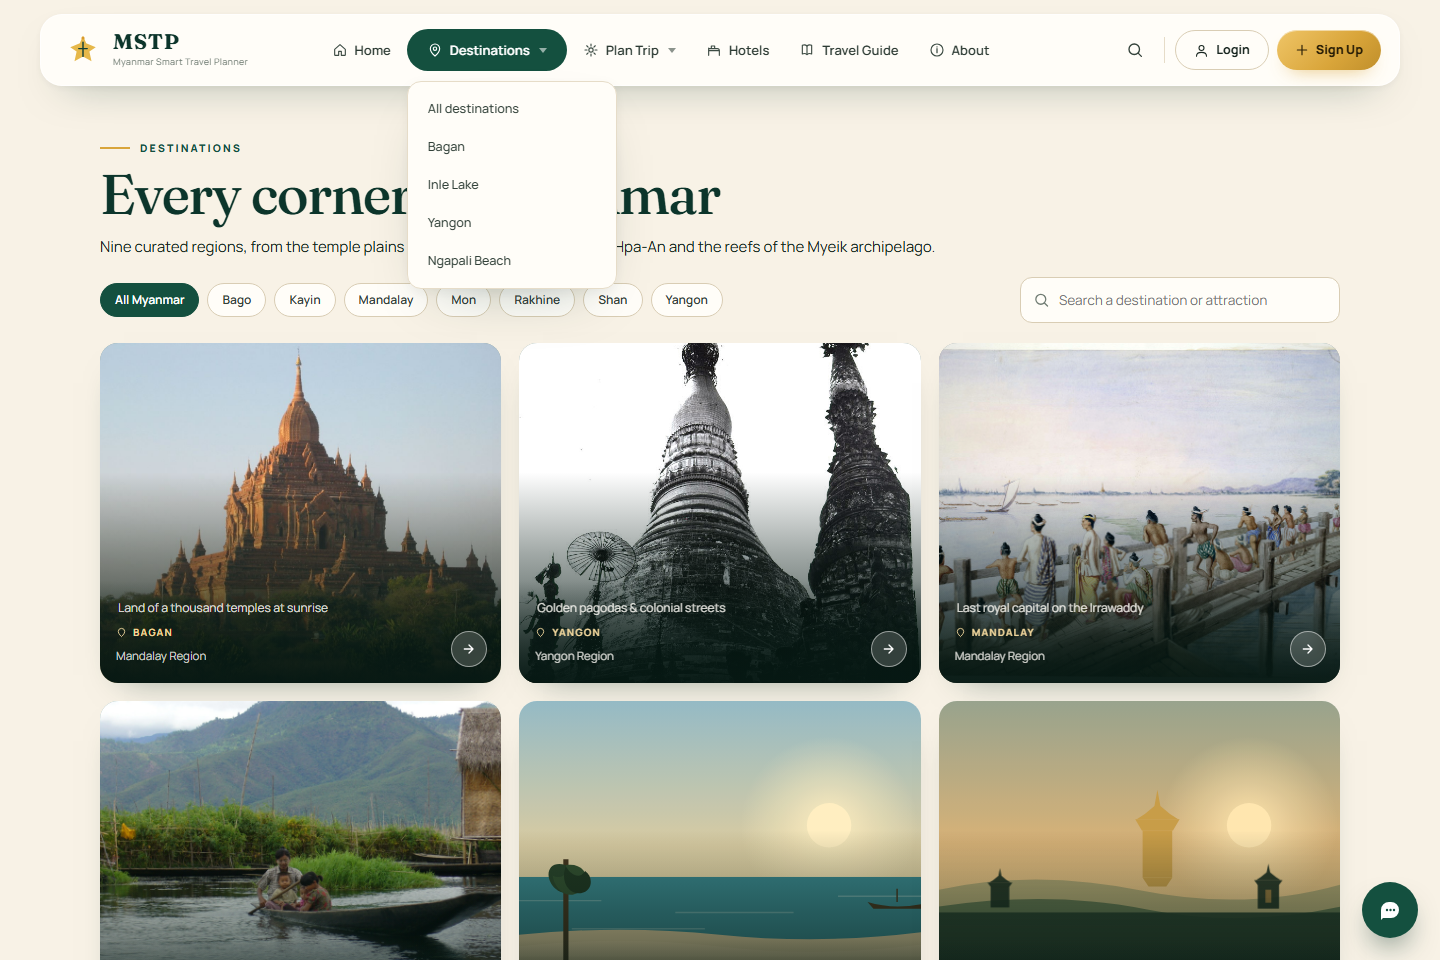 MSTP
Myanmar Smart Travel Planner
Home
Destinations
Plan Trip
Hotels
Travel Guide
About
Login
Sign Up
All destinations
Bagan
Inle Lake
Yangon
Ngapali Beach
DESTINATIONS
Every corner mar
Nine curated regions, from the temple plains Hpa-An and the reefs of the Myeik archipelago.
All Myanmar
Bago
Kayin
Mandalay
Mon
Rakhine
Shan
Yangon
Search a destination or attraction
Land of a thousand temples at sunrise
BAGAN
Mandalay Region
Golden pagodas & colonial streets
YANGON
Yangon Region
Last royal capital on the Irrawaddy
MANDALAY
Mandalay Region